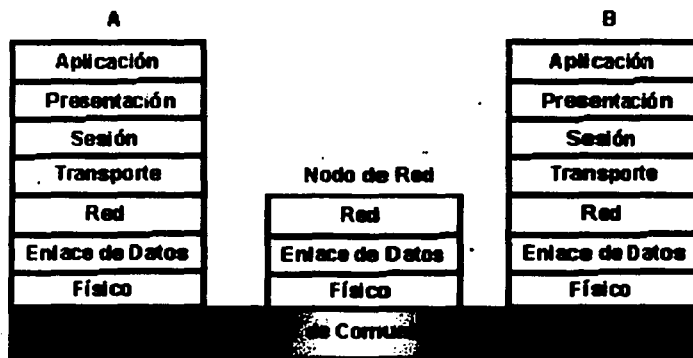 A
Aplicación
Presentación
Sesión
Transporte
Red
Enlace de Datos
Físico
Nodo de Red
Red
Enlace de Datos
Físico
B
Aplicación
Presentación
Sesión
Transporte
Red
Enlace de Datos
Físico
de